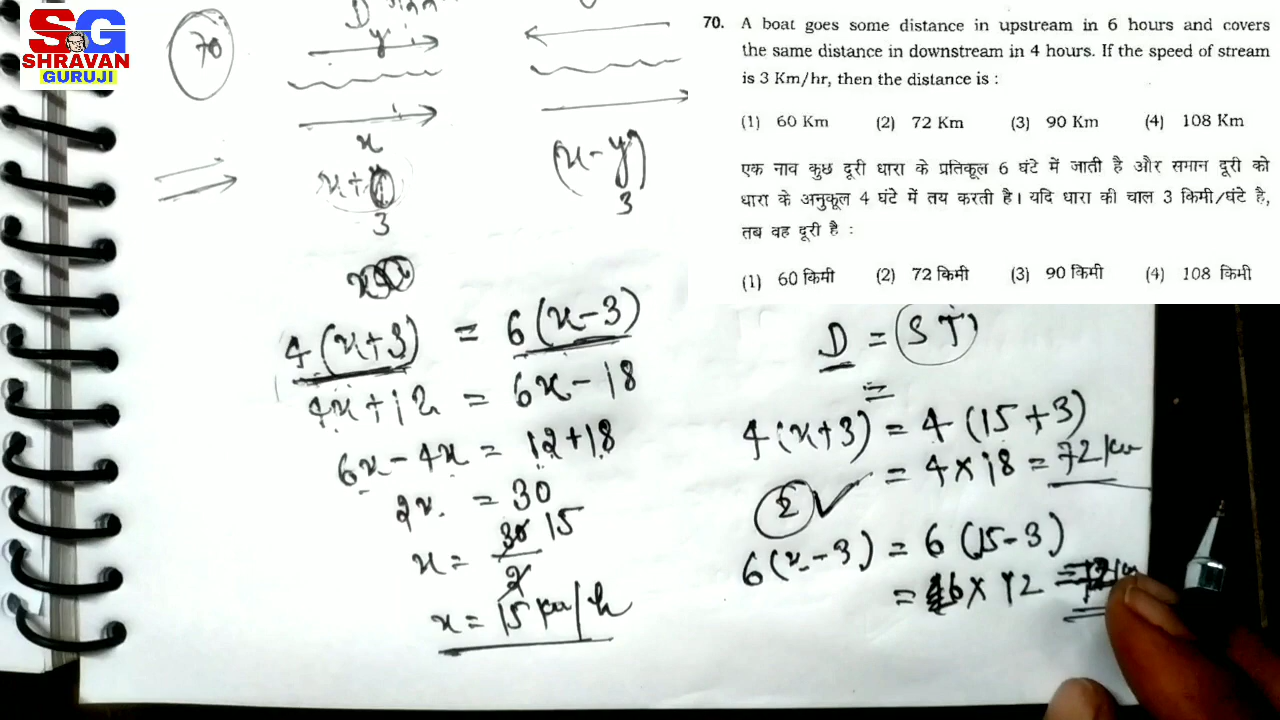 SG
SHRAVAN
GURUJI
70
D
y
x
x+y
3
(x-y)
3
4(x+3) = 6(x-3)
4x+12 = 6x-18
6x-4x = 12+18
2x = 30
x = 30/2 15
x = 15 km/h
70. A boat goes some distance in upstream in 6 hours and covers
the same distance in downstream in 4 hours. If the speed of stream
is 3 Km/hr, then the distance is :
(1) 60 Km (2) 72 Km (3) 90 Km (4) 108 Km
एक नाव कुछ दूरी धारा के प्रतिकूल 6 घंटे में जाती है और समान दूरी को
धारा के अनुकूल 4 घंटे में तय करती है। यदि धारा की चाल 3 किमी/घंटे है,
तब वह दूरी है :
(1) 60 किमी (2) 72 किमी (3) 90 किमी (4) 108 किमी
D = (ST)
=
4(x+3) = 4(15+3)
= 4×18 = 72 km
2 ✓
6(x-3) = 6(15-3)
= 6×12 = 72 km